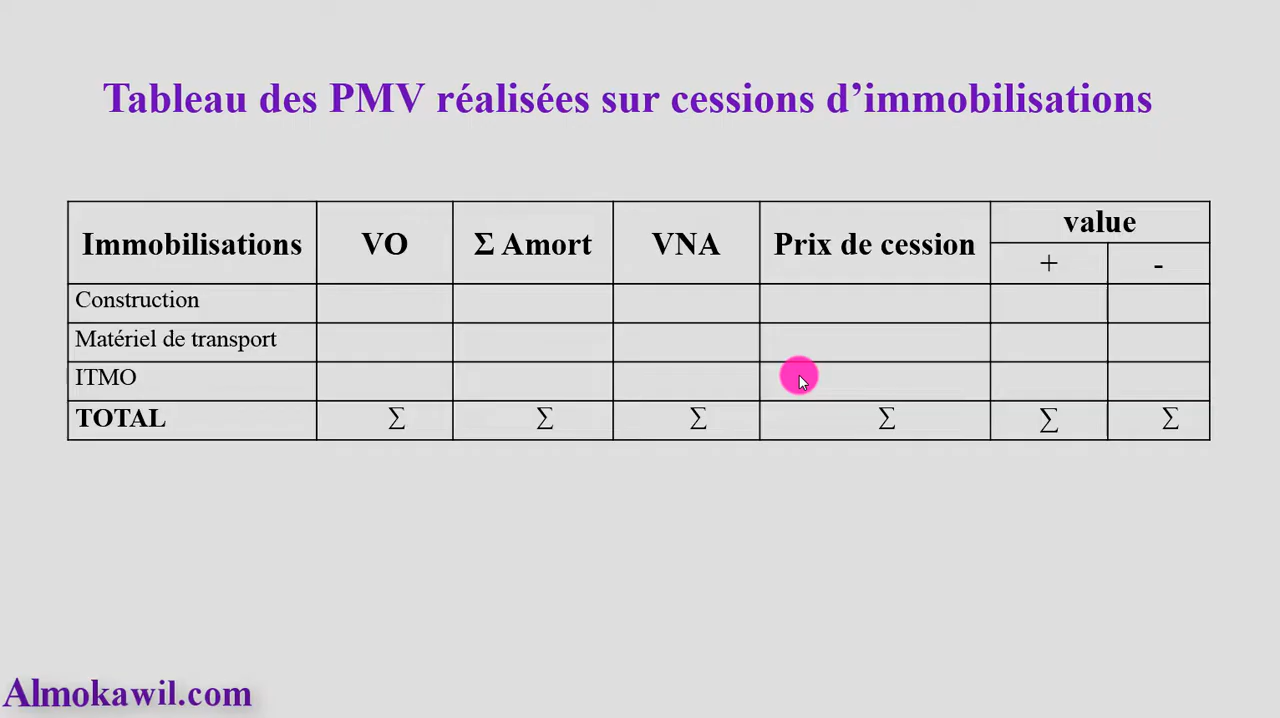 Tableau des PMV réalisées sur cessions d’immobilisations
Immobilisations VO Σ Amort VNA Prix de cession value
+ -
Construction
Matériel de transport
ITMO
TOTAL ∑ ∑ ∑ ∑ ∑ ∑
Almokawil.com